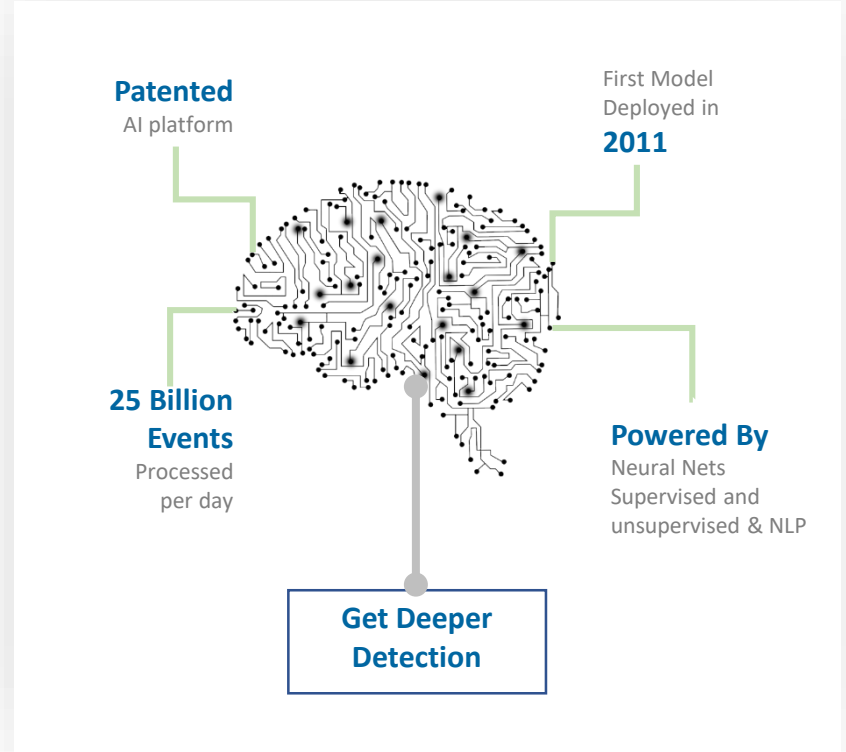 Patented
AI platform
First Model
Deployed in
2011
25 Billion
Events
Processed
per day
Powered By
Neural Nets
Supervised and
unsupervised & NLP
Get Deeper
Detection